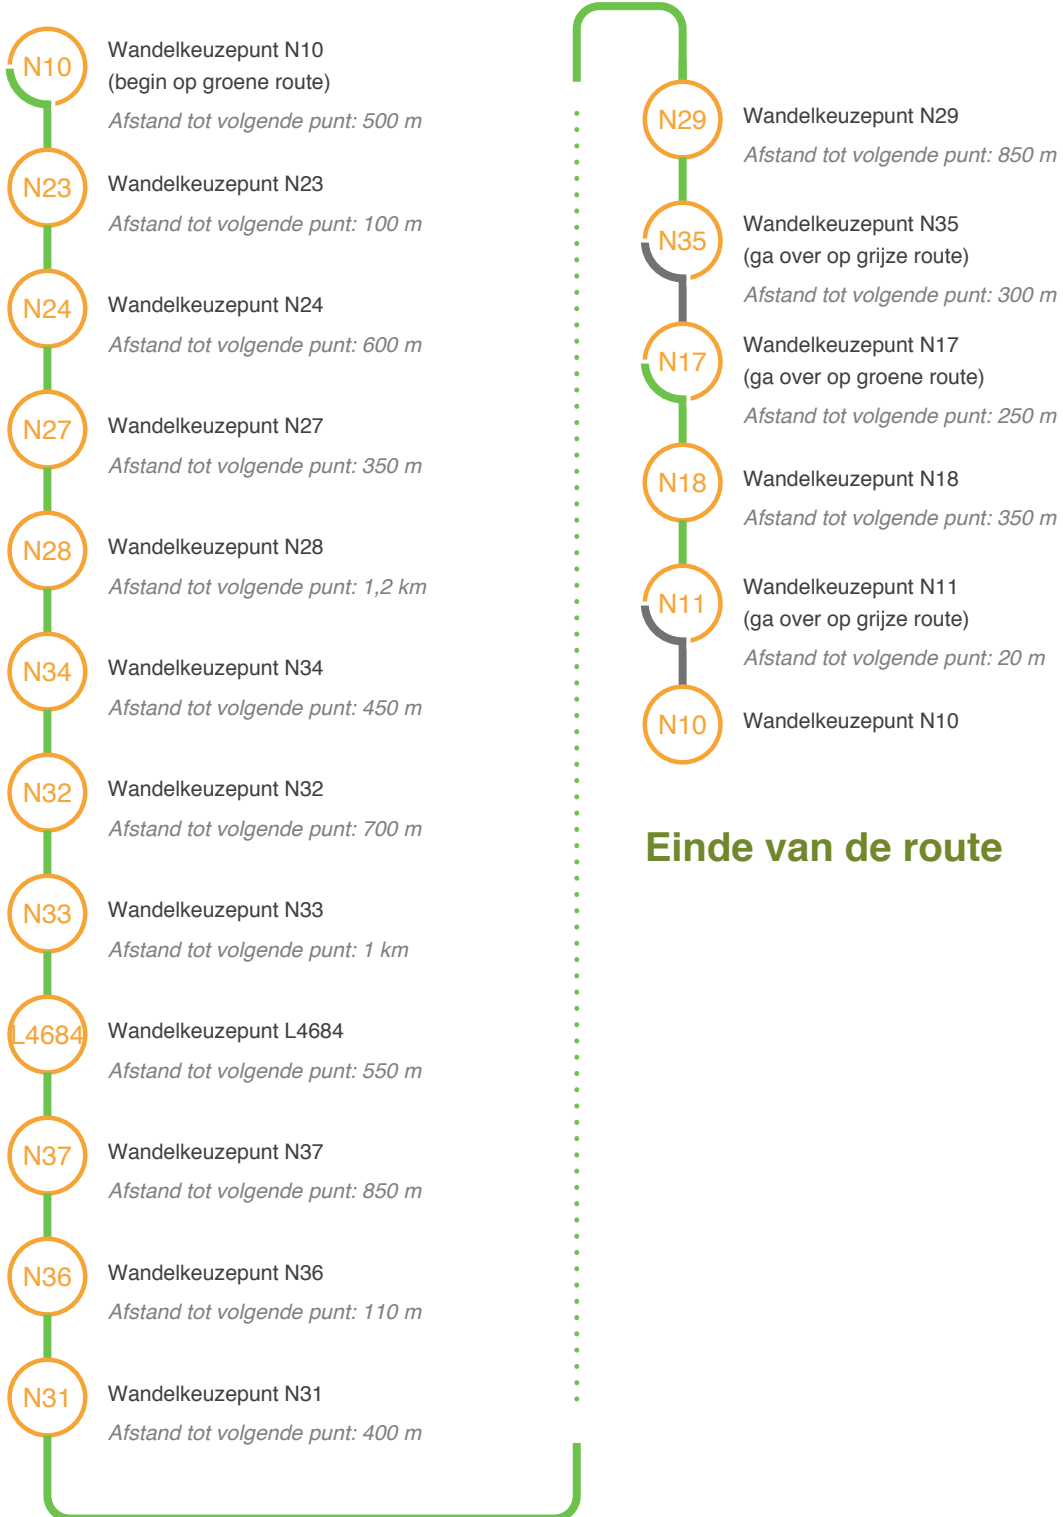 N10
Wandelkeuzepunt N10
(begin op groene route)
Afstand tot volgende punt: 500 m
N23
Wandelkeuzepunt N23
Afstand tot volgende punt: 100 m
N24
Wandelkeuzepunt N24
Afstand tot volgende punt: 600 m
N27
Wandelkeuzepunt N27
Afstand tot volgende punt: 350 m
N28
Wandelkeuzepunt N28
Afstand tot volgende punt: 1,2 km
N34
Wandelkeuzepunt N34
Afstand tot volgende punt: 450 m
N32
Wandelkeuzepunt N32
Afstand tot volgende punt: 700 m
N33
Wandelkeuzepunt N33
Afstand tot volgende punt: 1 km
L4684
Wandelkeuzepunt L4684
Afstand tot volgende punt: 550 m
N37
Wandelkeuzepunt N37
Afstand tot volgende punt: 850 m
N36
Wandelkeuzepunt N36
Afstand tot volgende punt: 110 m
N31
Wandelkeuzepunt N31
Afstand tot volgende punt: 400 m
N29
Wandelkeuzepunt N29
Afstand tot volgende punt: 850 m
N35
Wandelkeuzepunt N35
(ga over op grijze route)
Afstand tot volgende punt: 300 m
N17
Wandelkeuzepunt N17
(ga over op groene route)
Afstand tot volgende punt: 250 m
N18
Wandelkeuzepunt N18
Afstand tot volgende punt: 350 m
N11
Wandelkeuzepunt N11
(ga over op grijze route)
Afstand tot volgende punt: 20 m
N10
Wandelkeuzepunt N10
Einde van de route